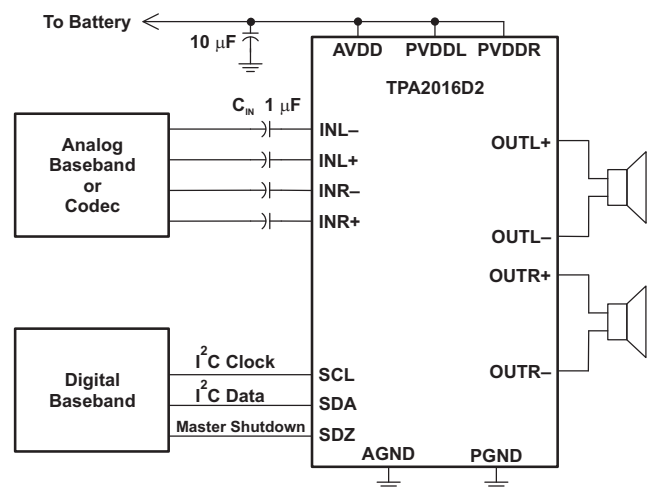 To Battery
10 μF
AVDD PVDDL PVDDR
TPA2016D2
C_IN 1 μF
Analog
Baseband
or
Codec
INL–
INL+
INR–
INR+
OUTL+
OUTL–
OUTR+
OUTR–
Digital
Baseband
I²C Clock
I²C Data
Master Shutdown
SCL
SDA
SDZ
AGND PGND